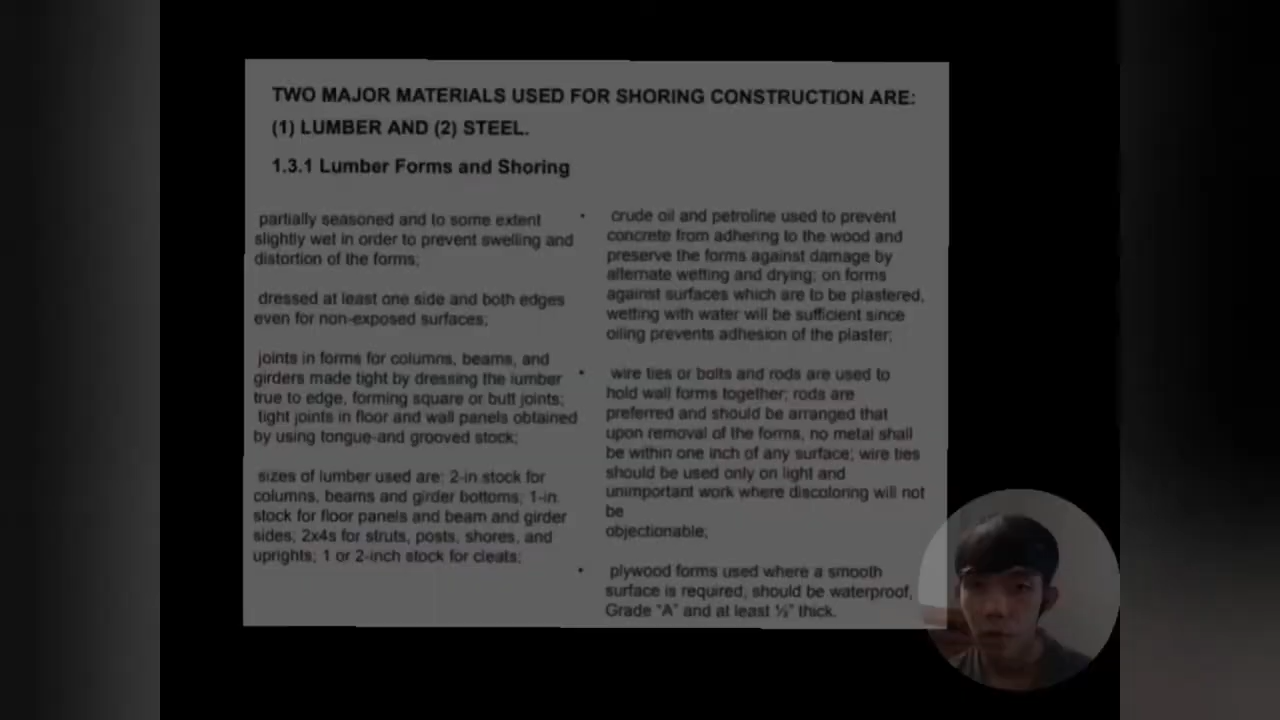 TWO MAJOR MATERIALS USED FOR SHORING CONSTRUCTION ARE:
(1) LUMBER AND (2) STEEL.
1.3.1 Lumber Forms and Shoring
partially seasoned and to some extent
slightly wet in order to prevent swelling and
distortion of the forms;
dressed at least one side and both edges
even for non-exposed surfaces;
joints in forms for columns, beams, and
girders made tight by dressing the lumber
true to edge, forming square or butt joints;
tight joints in floor and wall panels obtained
by using tongue-and grooved stock;
sizes of lumber used are: 2-in stock for
columns, beams and girder bottoms; 1-in
stock for floor panels and beam and girder
sides; 2x4s for struts, posts, shores, and
uprights; 1 or 2-inch stock for cleats;
• crude oil and petroline used to prevent
concrete from adhering to the wood and
preserve the forms against damage by
alternate wetting and drying; on forms
against surfaces which are to be plastered,
wetting with water will be sufficient since
oiling prevents adhesion of the plaster;
• wire ties or bolts and rods are used to
hold wall forms together; rods are
preferred and should be arranged that
upon removal of the forms, no metal shall
be within one inch of any surface; wire ties
should be used only on light and
unimportant work where discoloring will not
be
objectionable;
• plywood forms used where a smooth
surface is required, should be waterproof,
Grade “A” and at least ½” thick.